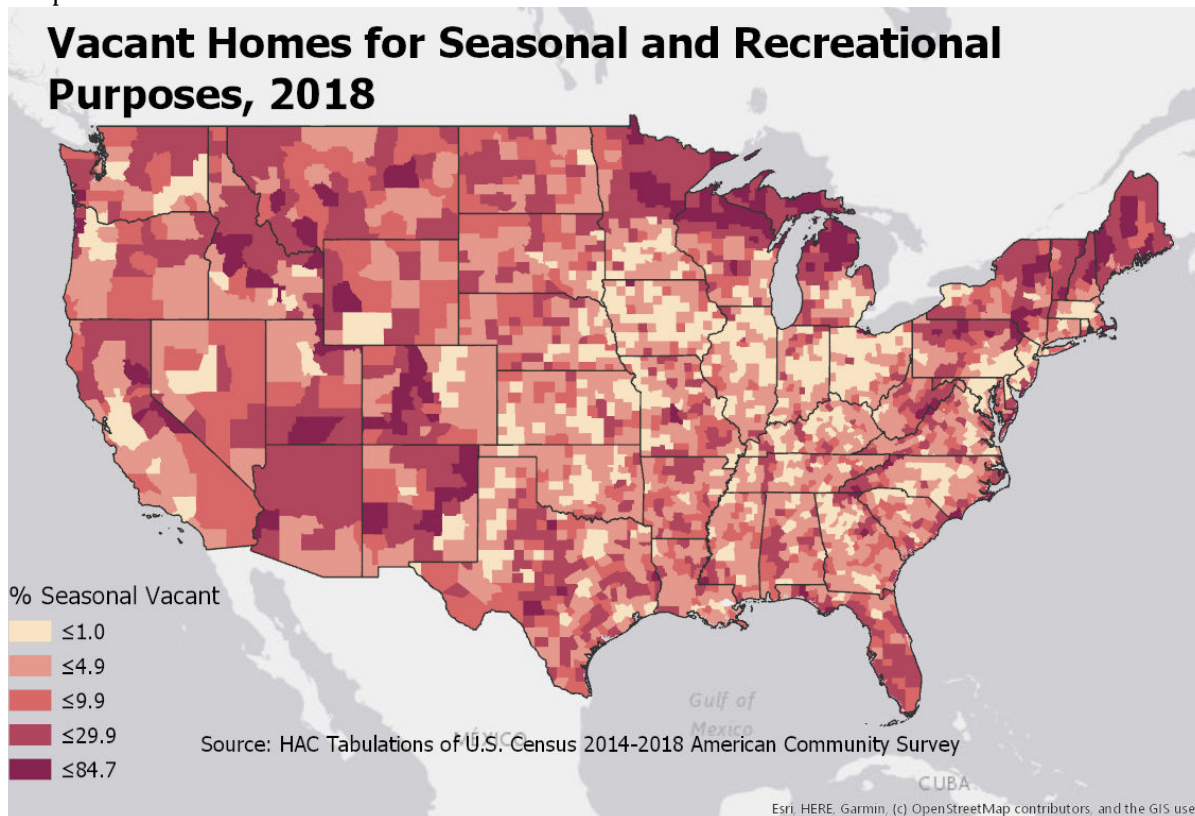 Vacant Homes for Seasonal and Recreational
Purposes, 2018
% Seasonal Vacant
≤1.0
≤4.9
≤9.9
≤29.9
≤84.7
Gulf of
Mexico
MÉXICO
Source: HAC Tabulations of U.S. Census 2014-2018 American Community Survey
CUBA
Esri, HERE, Garmin, (c) OpenStreetMap contributors, and the GIS use